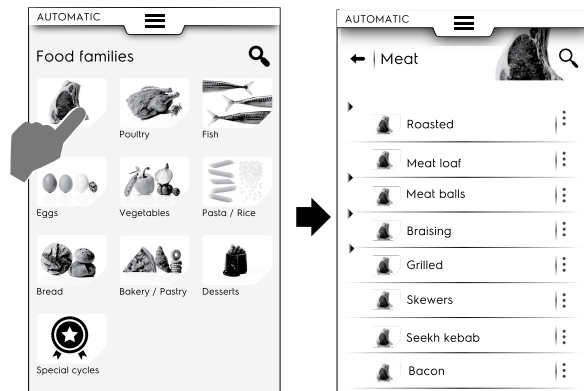 AUTOMATIC
Food families
Poultry
Fish
Eggs
Vegetables
Pasta / Rice
Bread
Bakery / Pastry
Desserts
Special cycles
AUTOMATIC
Meat
Roasted
Meat loaf
Meat balls
Braising
Grilled
Skewers
Seekh kebab
Bacon